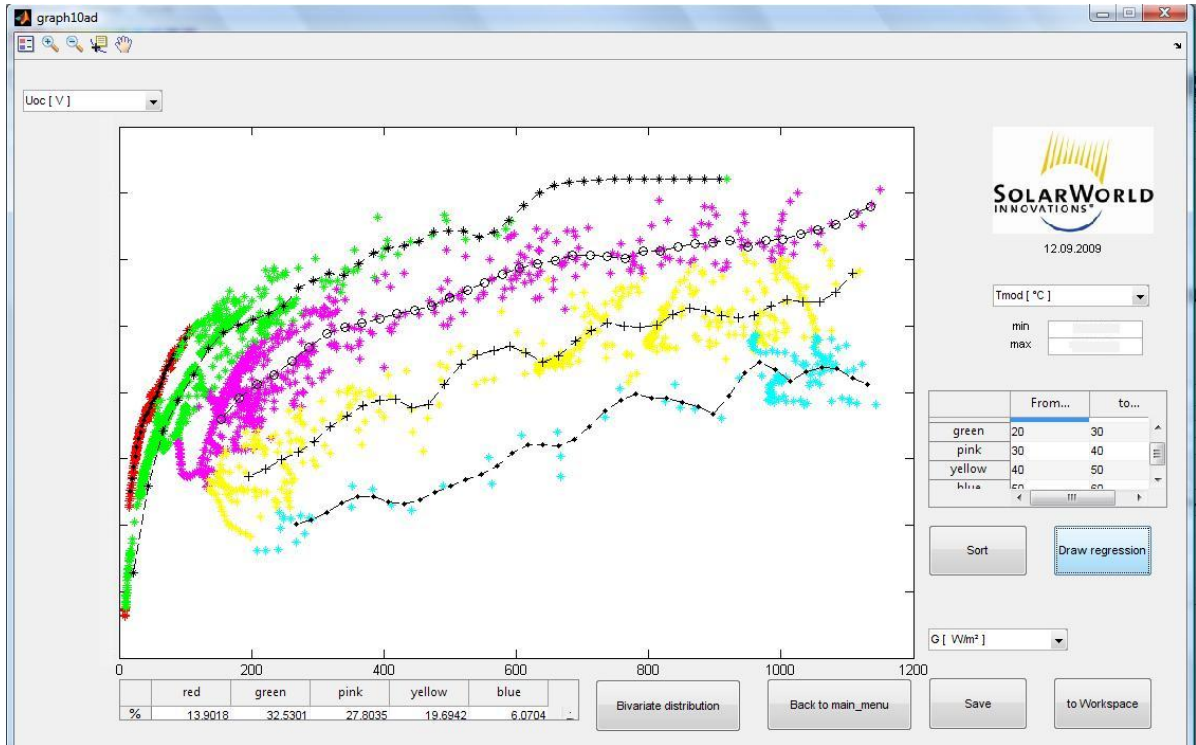 graph10ad
Uoc [ V ]
SOLARWORLD
INNOVATIONS
12.09.2009
Tmod [ °C ]
min
max
From... to...
green 20 30
pink 30 40
yellow 40 50
blue 50 60
Sort Draw regression
G [ W/m² ]
0 200 400 600 800 1000 1200
red green pink yellow blue
% 13.9018 32.5301 27.8035 19.6942 6.0704
Bivariate distribution Back to main_menu Save to Workspace